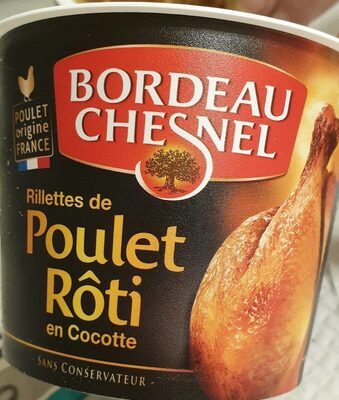 BORDEAU
CHESNEL
POULET
origine
FRANCE
Rillettes de
Poulet
Rôti
en Cocotte
- SANS CONSERVATEUR -